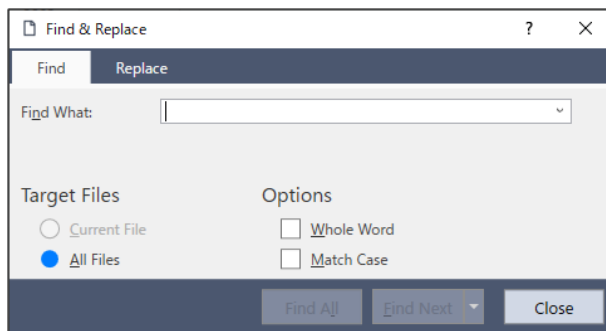 Find & Replace ?
Find Replace
Find What:
Target Files Options
Current File Whole Word
All Files Match Case
Find All Find Next Close